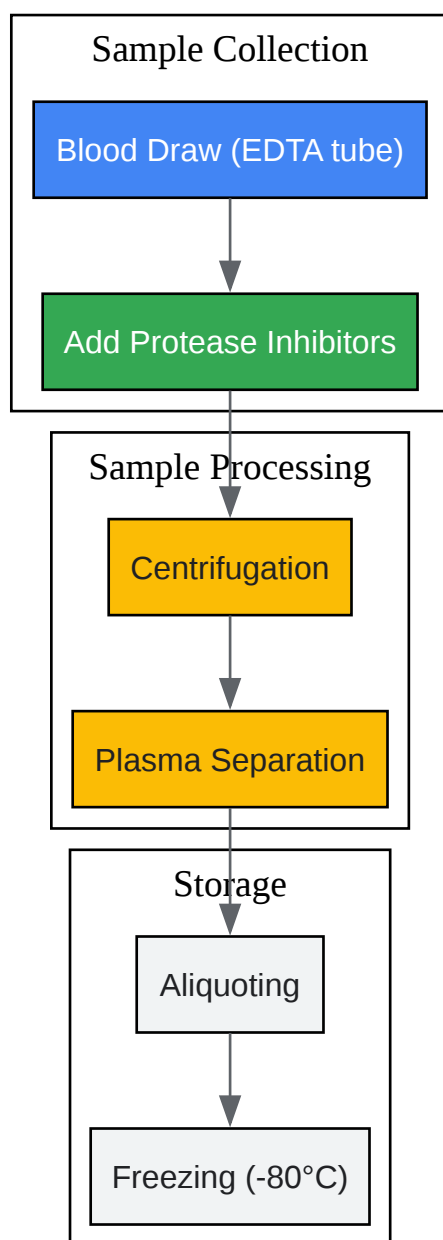 Sample Collection
Blood Draw (EDTA tube)
Add Protease Inhibitors
Sample Processing
Centrifugation
Plasma Separation
Storage
Aliquoting
Freezing (-80°C)